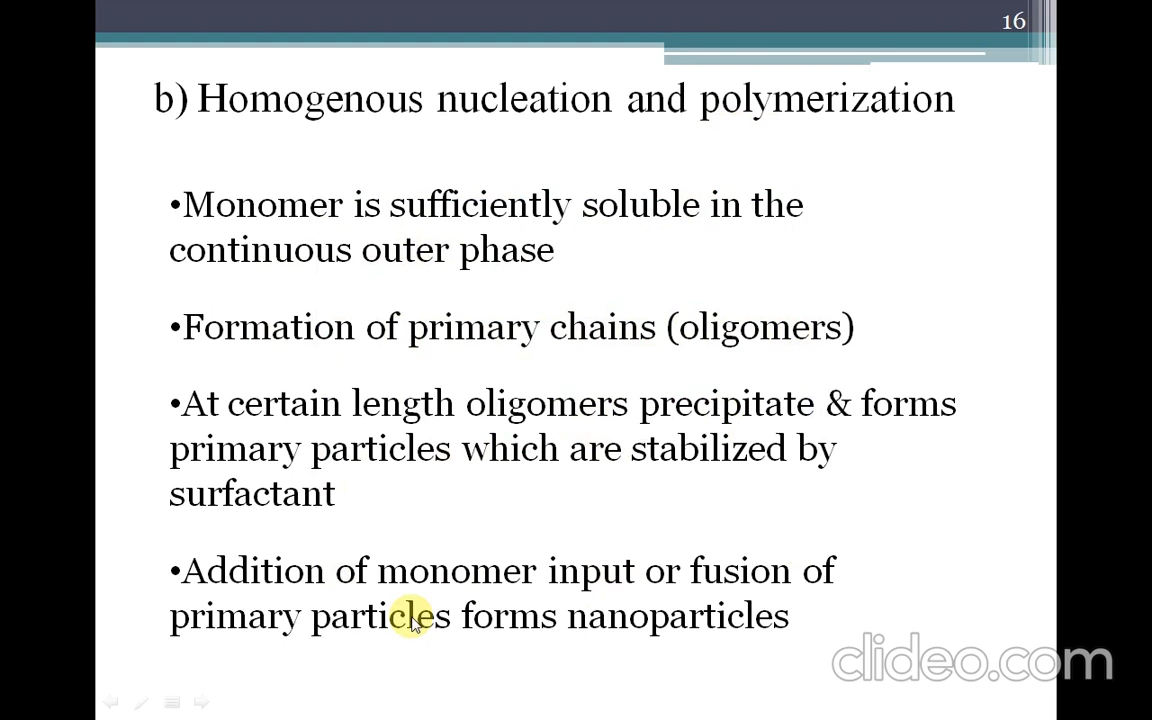 16
b) Homogenous nucleation and polymerization
•Monomer is sufficiently soluble in the
continuous outer phase
•Formation of primary chains (oligomers)
•At certain length oligomers precipitate & forms
primary particles which are stabilized by
surfactant
•Addition of monomer input or fusion of
primary particles forms nanoparticles
clideo.com